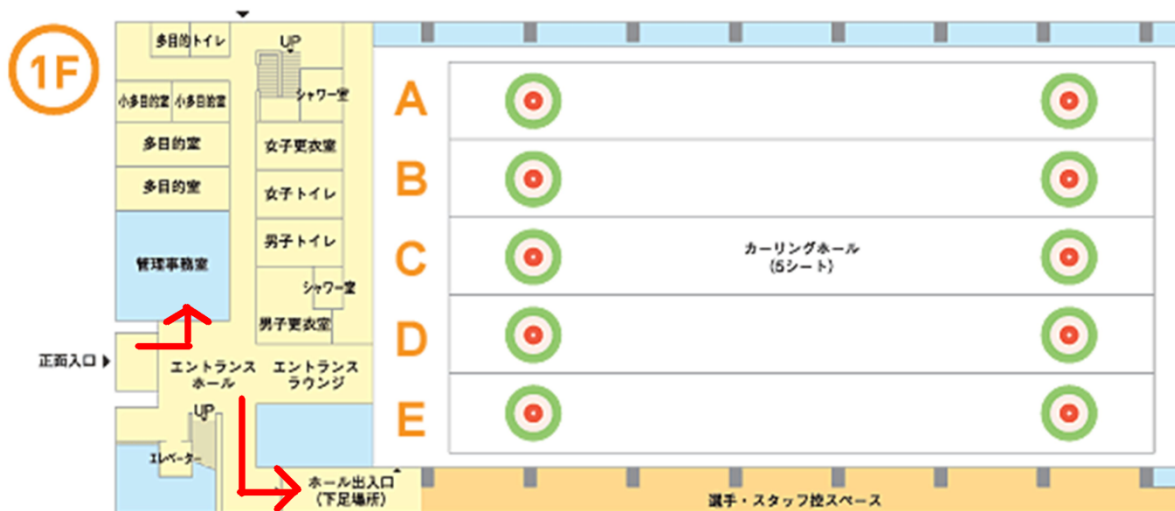 1F
多目的トイレ
UP
シャワー室
小多目的室
小多目的室
多目的室
女子更衣室
多目的室
女子トイレ
男子トイレ
管理事務室
シャワー室
男子更衣室
正面入口
エントランス
ホール
エントランス
ラウンジ
UP
エレベーター
ホール出入口
(下足場所)
A
B
C
D
E
カーリングホール
(5シート)
選手・スタッフ控スペース